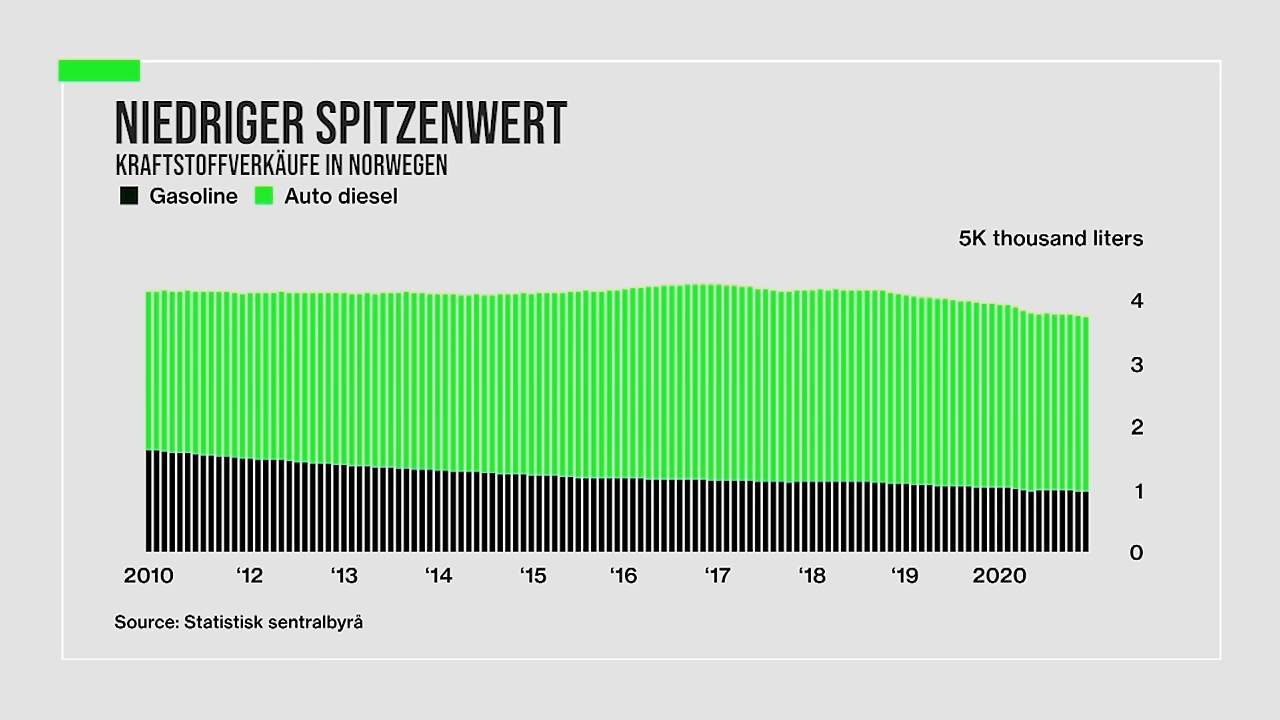 NIEDRIGER SPITZENWERT
KRAFTSTOFFVERKÄUFE IN NORWEGEN
Gasoline Auto diesel
5K thousand liters
4
3
2
1
0
2010 ‘12 ‘13 ‘14 ‘15 ‘16 ‘17 ‘18 ‘19 2020
Source: Statistisk sentralbyrå